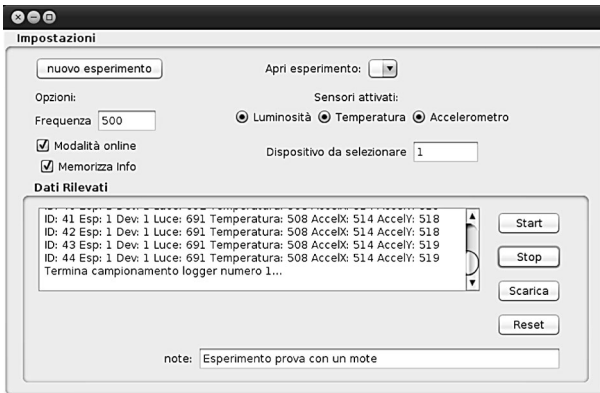 Impostazioni
nuovo esperimento
Apri esperimento:
Opzioni:
Sensori attivati:
Frequenza 500
Luminosità Temperatura Accelerometro
Modalità online
Dispositivo da selezionare 1
Memorizza Info
Dati Rilevati
ID: 41 Esp: 1 Dev: 1 Luce: 691 Temperatura: 508 AccelX: 514 AccelY: 518
ID: 42 Esp: 1 Dev: 1 Luce: 691 Temperatura: 508 AccelX: 514 AccelY: 518
ID: 43 Esp: 1 Dev: 1 Luce: 691 Temperatura: 508 AccelX: 514 AccelY: 519
ID: 44 Esp: 1 Dev: 1 Luce: 691 Temperatura: 508 AccelX: 514 AccelY: 519
Termina campionamento logger numero 1...
Start
Stop
Scarica
Reset
note: Esperimento prova con un mote